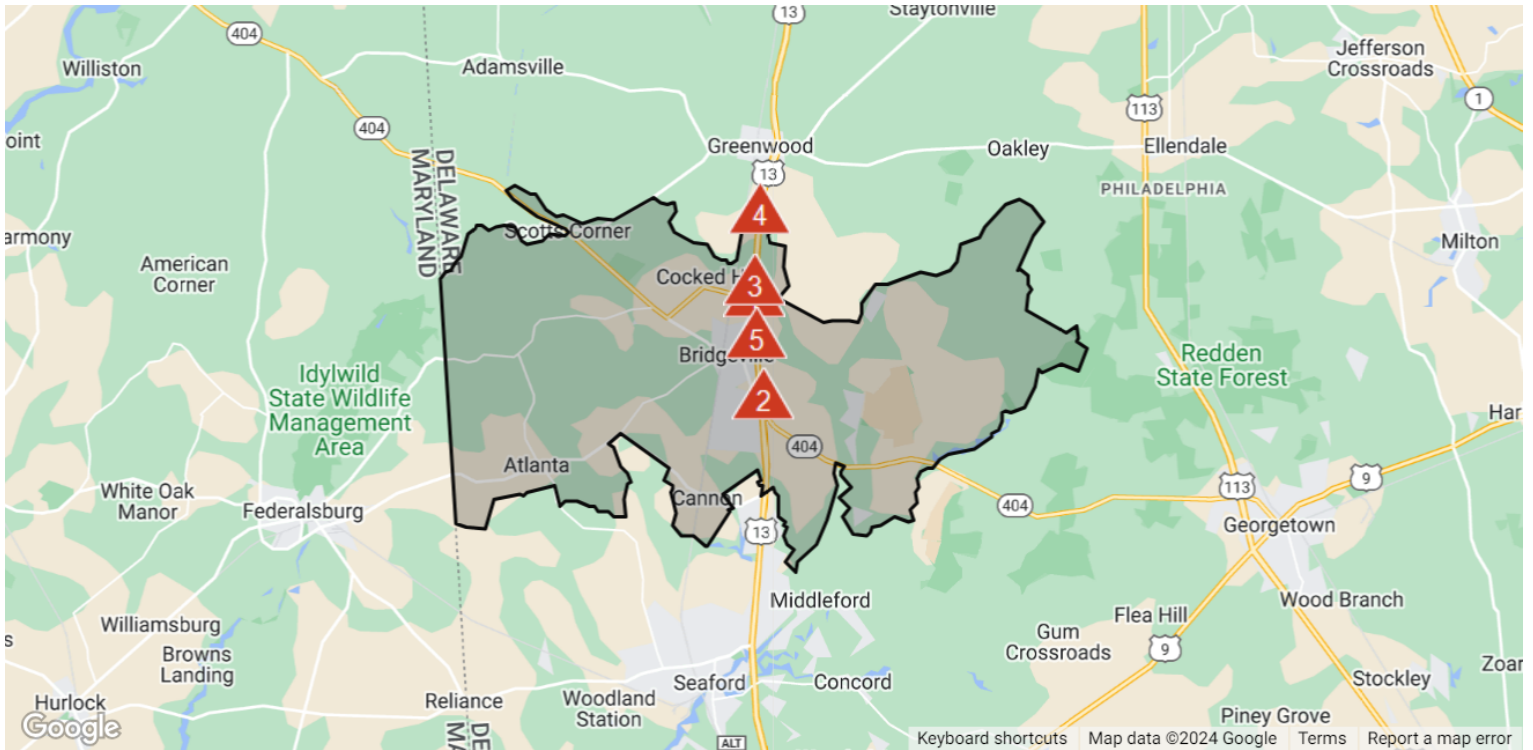 13
Staytonville
404
Jefferson
Crossroads
Williston
Adamsville
1
113
404
oint
Greenwood
Oakley
Ellendale
DELAWARE
MARYLAND
13
PHILADELPHIA
4
armony
Scotts Corner
Milton
American
Corner
Cocked H
3
5
Bridgeville
Redden
State Forest
Idylwild
State Wildlife
Management
Area
2
Har
404
Atlanta
9
White Oak
Manor
Cannon
113
Federalsburg
404
Georgetown
13
Middleford
Wood Branch
Flea Hill
Williamsburg
s
Gum
Crossroads
9
Browns
Landing
Zoar
Seaford
Concord
Stockley
Hurlock
Reliance
Woodland
Station
Piney Grove
Google
DE
MA
ALT
Keyboard shortcuts
Map data ©2024 Google
Terms
Report a map error